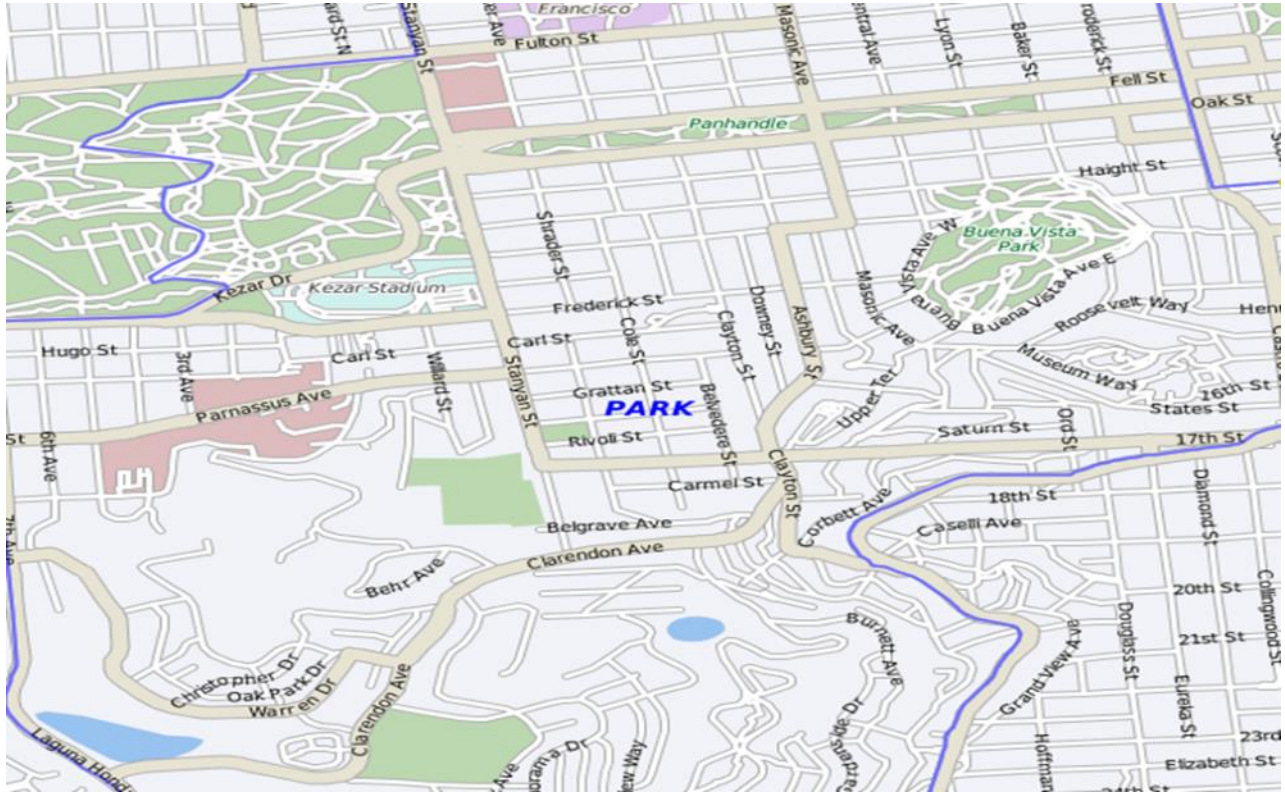 Francisco
Fulton St
Stanyan St
Masonic Ave
Lyon St
Baker St
Fell St
Oak St
Panhandle
Haight St
Shrader St
Buena Vista
Park
Buena Vista Ave W
Buena Vista Ave E
Kezar Dr
Kezar Stadium
Frederick St
Downey St
Ashbury St
Masonic Ave
Roosevelt Way
Hugo St
3rd Ave
Carl St
Willard St
Carl St
Cole St
Clayton St
Museum Way
Stanyan St
Grattan St
PARK
Belvedere St
Upper Ter
16th St
States St
Parnassus Ave
St
6th Ave
Rivoli St
Saturn St
Ord St
17th St
Carmel St
Clayton St
18th St
Diamond St
Corbett Ave
Caselli Ave
Belgrave Ave
Clarendon Ave
Behr Ave
20th St
Collingwood St
Douglass St
21st St
Burnett Ave
Grand View Ave
Eureka St
Christopher Dr
Oak Park Dr
Warren Dr
Clarendon Ave
23rd
Elizabeth St